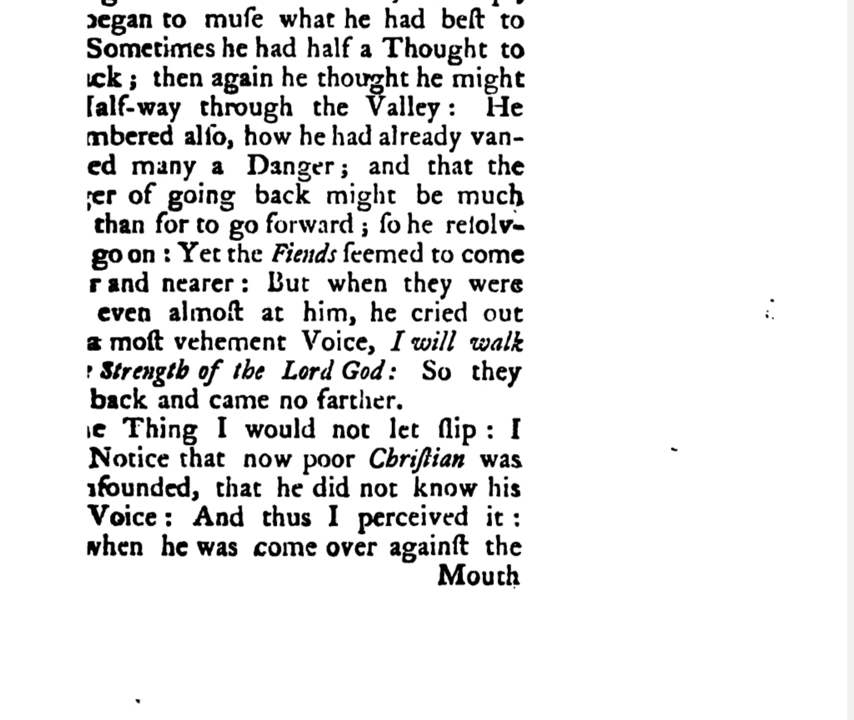 began to muſe what he had beſt to
Sometimes he had half a Thought to
ck ; then again he thought he might
alf-way through the Valley : He
mbered alſo, how he had already van-
ed many a Danger ; and that the
er of going back might be much
than for to go forward ; ſo he reſolv-
go on : Yet the Fiends ſeemed to come
r and nearer : But when they were
even almoſt at him, he cried out
a moſt vehement Voice, I will walk
Strength of the Lord God : So they
back and came no farther.
e Thing I would not let ſlip : I
Notice that now poor Chriſtian was
nfounded, that he did not know his
Voice : And thus I perceived it :
when he was come over againſt the
Mouth